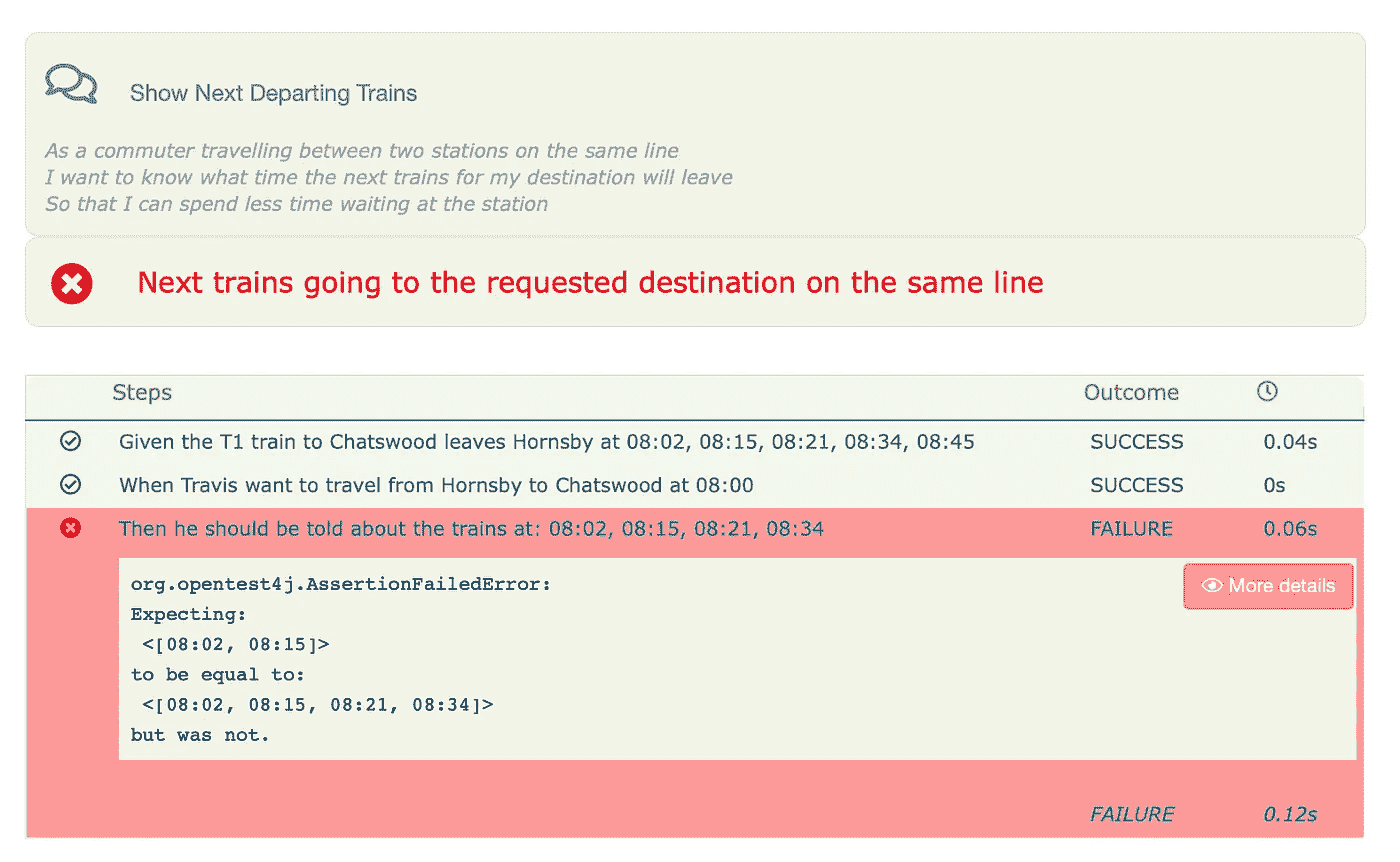 Show Next Departing Trains
As a commuter travelling between two stations on the same line
I want to know what time the next trains for my destination will leave
So that I can spend less time waiting at the station
Next trains going to the requested destination on the same line
Steps Outcome
Given the T1 train to Chatswood leaves Hornsby at 08:02, 08:15, 08:21, 08:34, 08:45 SUCCESS 0.04s
When Travis want to travel from Hornsby to Chatswood at 08:00 SUCCESS 0s
Then he should be told about the trains at: 08:02, 08:15, 08:21, 08:34 FAILURE 0.06s
org.opentest4j.AssertionFailedError: More details
Expecting:
<[08:02, 08:15]>
to be equal to:
<[08:02, 08:15, 08:21, 08:34]>
but was not.
FAILURE 0.12s